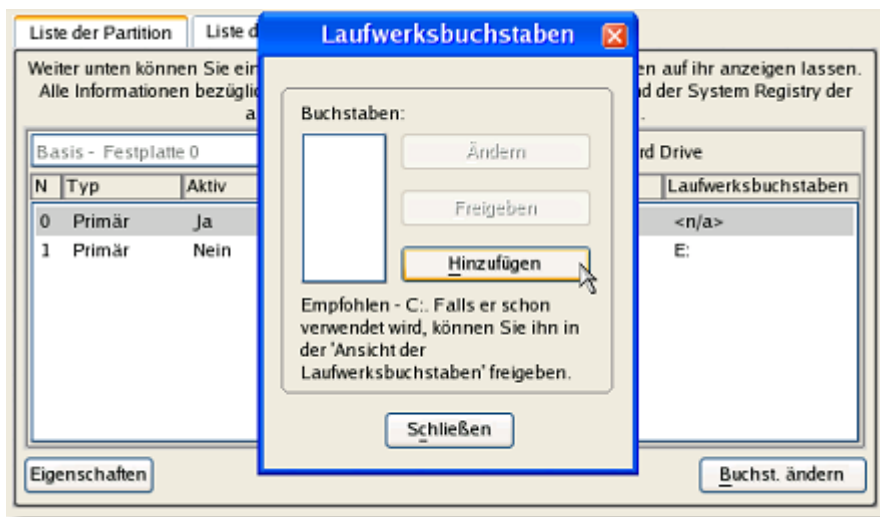 Liste der Partition
Liste d
Laufwerksbuchstaben
Weiter unten können Sie ein
en auf ihr anzeigen lassen.
Alle Informationen bezüglic
nd der System Registry der
a
.
Buchstaben:
Ändern
Freigeben
Hinzufügen
Empfohlen - C:. Falls er schon
verwendet wird, können Sie ihn in
der 'Ansicht der
Laufwerksbuchstaben' freigeben.
Schließen
Basis - Festplatte 0
rd Drive
N Typ Aktiv Laufwerksbuchstaben
0 Primär Ja <n/a>
1 Primär Nein E:
Eigenschaften
Buchst. ändern